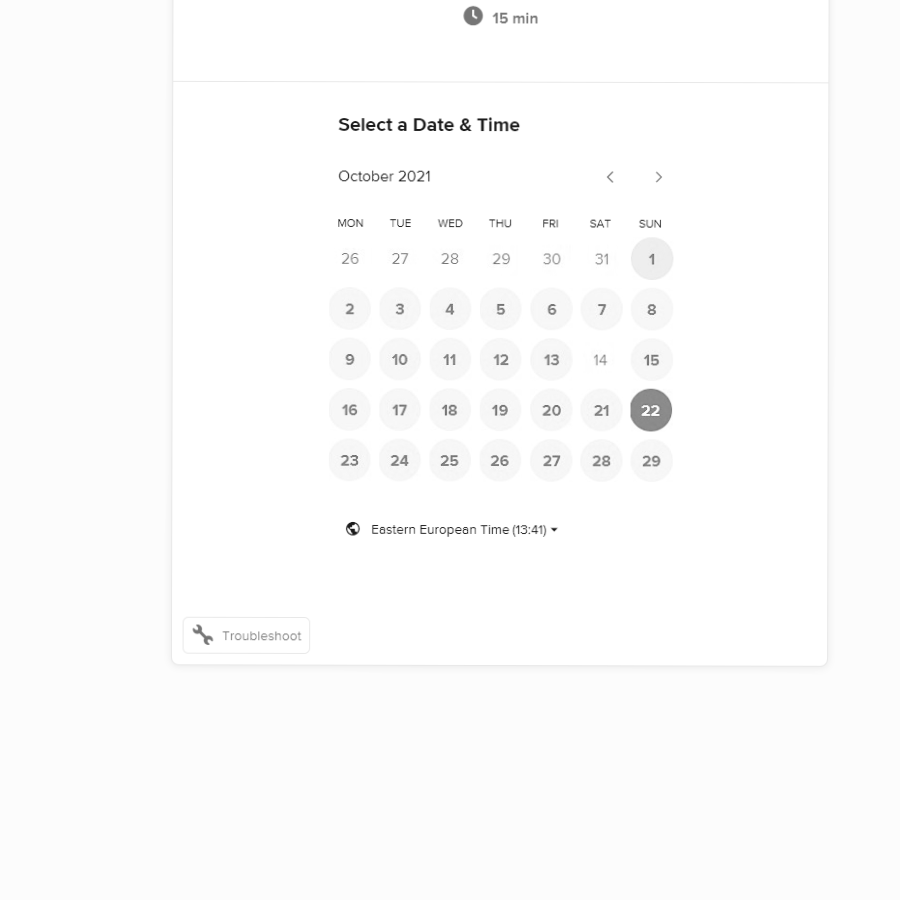 15 min
Select a Date & Time
October 2021
MON TUE WED THU FRI SAT SUN
26 27 28 29 30 31 1
2 3 4 5 6 7 8
9 10 11 12 13 14 15
16 17 18 19 20 21 22
23 24 25 26 27 28 29
Eastern European Time (13:41)
Troubleshoot